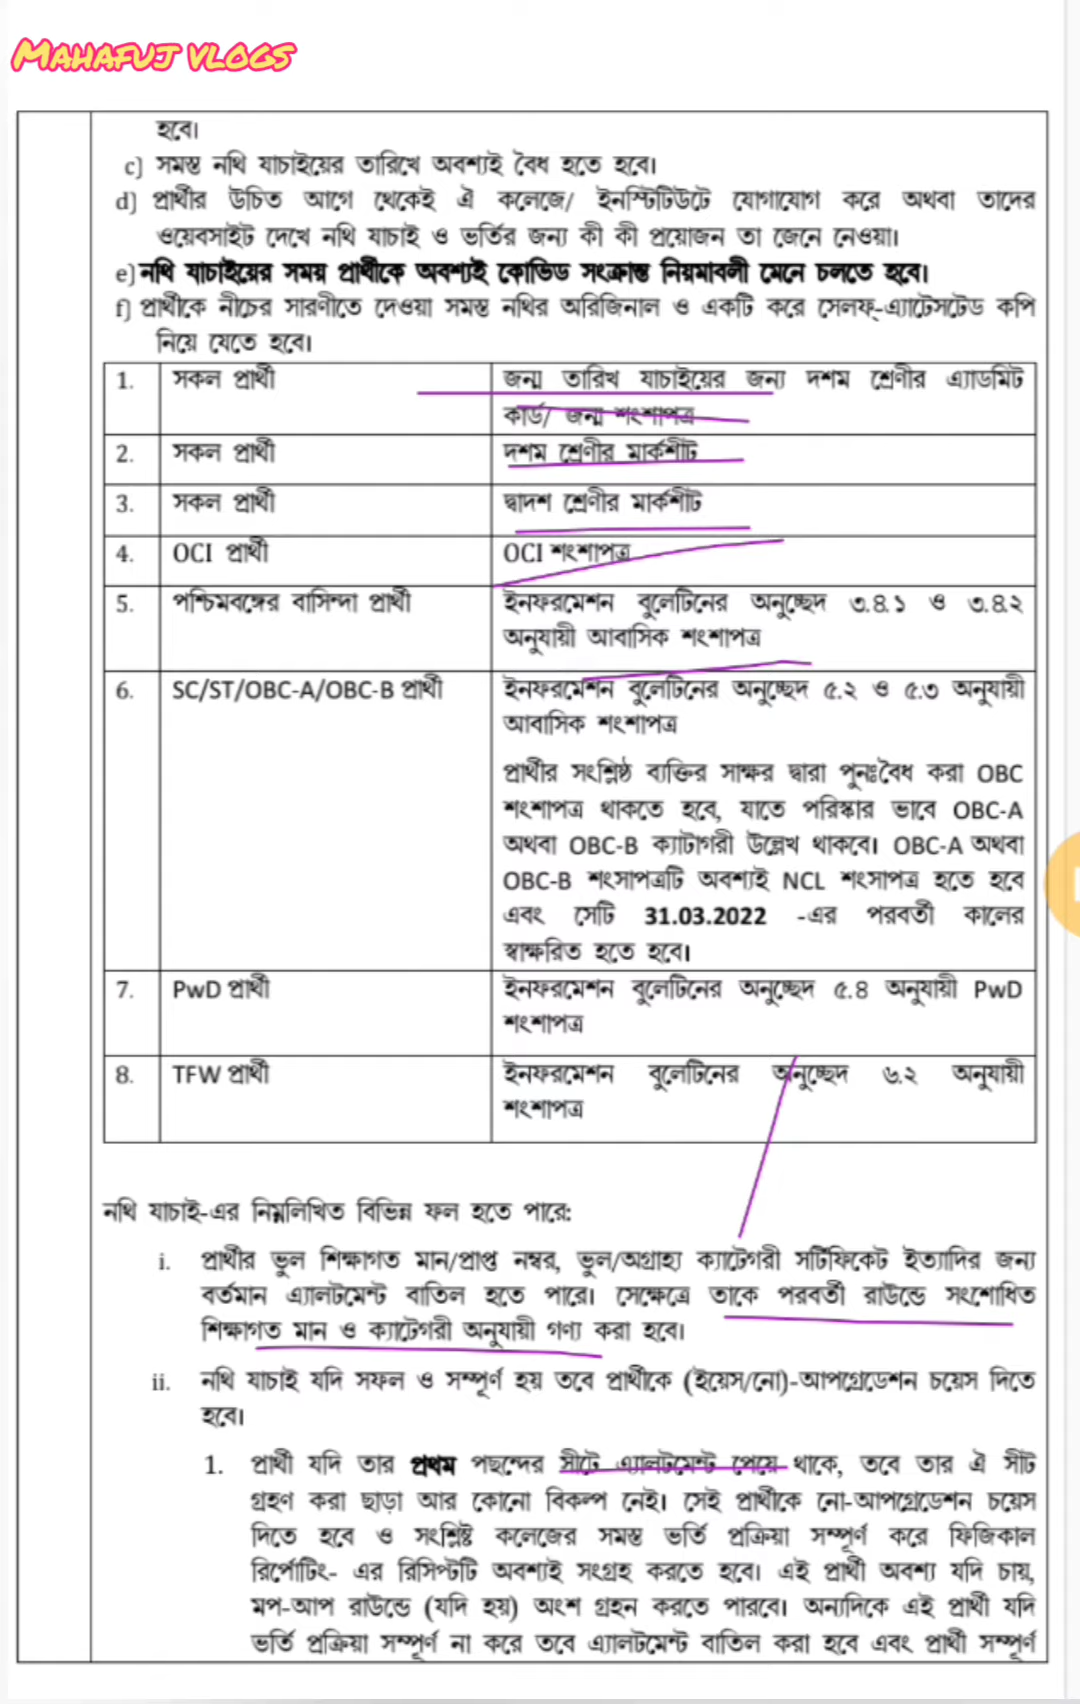 MAHAFUJ VLOGS
হবে।
c) সমস্ত নথি যাচাইয়ের তারিখে অবশ্যই বৈধ হতে হবে।
d) প্রার্থীর উচিত আগে থেকেই ঐ কলেজে/ ইনস্টিটিউটে যোগাযোগ করে অথবা তাদের
ওয়েবসাইট দেখে নথি যাচাই ও ভর্তির জন্য কী কী প্রয়োজন তা জেনে নেওয়া।
e) নথি যাচাইয়ের সময় প্রার্থীকে অবশ্যই কোভিড সংক্রান্ত নিয়মাবলী মেনে চলতে হবে।
f) প্রার্থীকে নীচের সারণীতে দেওয়া সমস্ত নথির অরিজিনাল ও একটি করে সেলফ্-এ্যাটেসটেড কপি
নিয়ে যেতে হবে।
1. সকল প্রার্থী জন্ম তারিখ যাচাইয়ের জন্য দশম শ্রেণীর এ্যাডমিট
কার্ড/ জন্ম শংশাপত্র
2. সকল প্রার্থী দশম শ্রেণীর মার্কশীট
3. সকল প্রার্থী দ্বাদশ শ্রেণীর মার্কশীট
4. OCI প্রার্থী OCI শংশাপত্র
5. পশ্চিমবঙ্গের বাসিন্দা প্রার্থী ইনফরমেশন বুলেটিনের অনুচ্ছেদ ৩.৪.১ ও ৩.৪.২
অনুযায়ী আবাসিক শংশাপত্র
6. SC/ST/OBC-A/OBC-B প্রার্থী ইনফরমেশন বুলেটিনের অনুচ্ছেদ ৫.২ ও ৫.৩ অনুযায়ী
আবাসিক শংশাপত্র
প্রার্থীর সংশ্লিষ্ঠ ব্যক্তির সাক্ষর দ্বারা পুনঃবৈধ করা OBC
শংশাপত্র থাকতে হবে, যাতে পরিস্কার ভাবে OBC-A
অথবা OBC-B ক্যাটাগরী উল্লেখ থাকবে। OBC-A অথবা
OBC-B শংসাপত্রটি অবশ্যই NCL শংসাপত্র হতে হবে
এবং সেটি 31.03.2022 -এর পরবর্তী কালের
স্বাক্ষরিত হতে হবে।
7. PwD প্রার্থী ইনফরমেশন বুলেটিনের অনুচ্ছেদ ৫.৪ অনুযায়ী PwD
শংশাপত্র
8. TFW প্রার্থী ইনফরমেশন বুলেটিনের অনুচ্ছেদ ৬.২ অনুযায়ী
শংশাপত্র
নথি যাচাই-এর নিম্নলিখিত বিভিন্ন ফল হতে পারে:
i. প্রার্থীর ভুল শিক্ষাগত মান/প্রাপ্ত নম্বর, ভুল/অগ্রাহ্য ক্যাটেগরী সর্টিফিকেট ইত্যাদির জন্য
বর্তমান এ্যালটমেন্ট বাতিল হতে পারে। সেক্ষেত্রে তাকে পরবর্তী রাউন্ডে সংশোধিত
শিক্ষাগত মান ও ক্যাটেগরী অনুযায়ী গণ্য করা হবে।
ii. নথি যাচাই যদি সফল ও সম্পূর্ণ হয় তবে প্রার্থীকে (ইয়েস/নো)-আপগ্রেডেশন চয়েস দিতে
হবে।
1. প্রার্থী যদি তার প্রথম পছন্দের সীটে এ্যালটমেন্ট পেয়ে থাকে, তবে তার ঐ সীট
গ্রহণ করা ছাড়া আর কোনো বিকল্প নেই। সেই প্রার্থীকে নো-আপগ্রেডেশন চয়েস
দিতে হবে ও সংশ্লিষ্ট কলেজের সমস্ত ভর্তি প্রক্রিয়া সম্পূর্ণ করে ফিজিকাল
রির্পোটিং- এর রিসিপ্টটি অবশ্যই সংগ্রহ করতে হবে। এই প্রার্থী অবশ্য যদি চায়,
মপ-আপ রাউন্ডে (যদি হয়) অংশ গ্রহন করতে পারবে। অন্যদিকে এই প্রার্থী যদি
ভর্তি প্রক্রিয়া সম্পূর্ণ না করে তবে এ্যালটমেন্ট বাতিল করা হবে এবং প্রার্থী সম্পূর্ণ